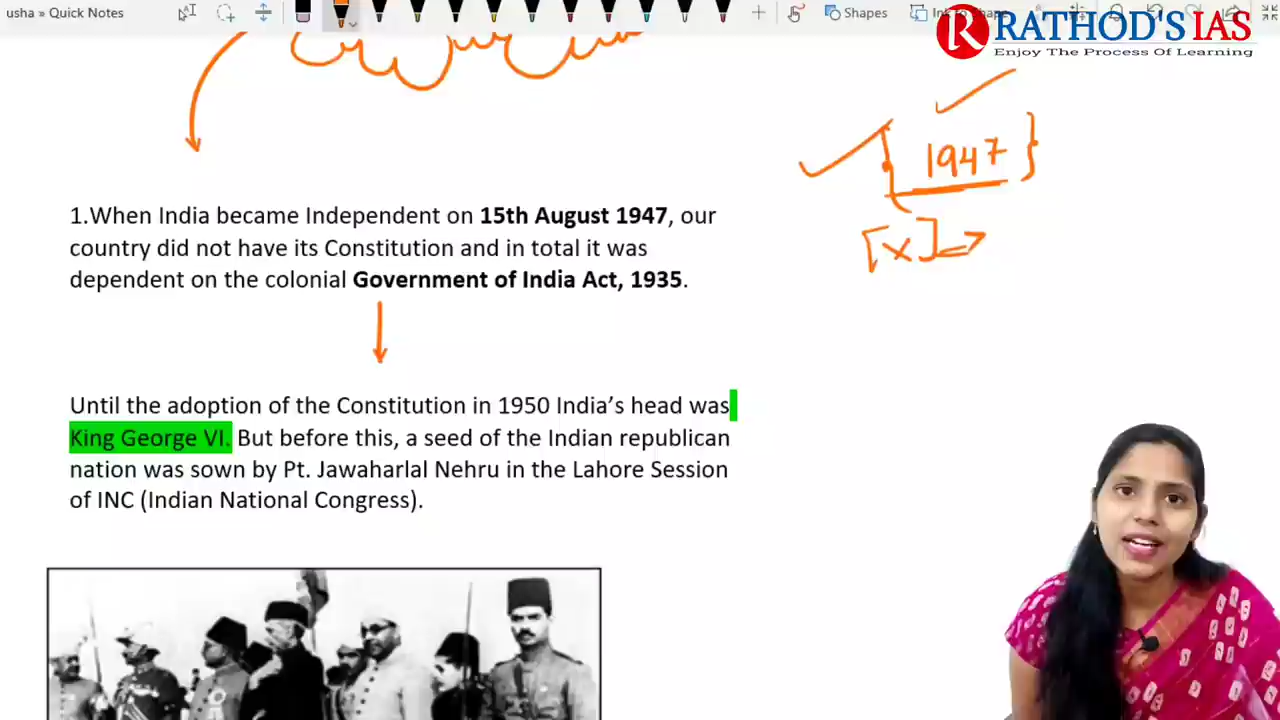 usha » Quick Notes
Shapes
RATHOD'S IAS
Enjoy The Process Of Learning
1947
[x]
1.When India became Independent on 15th August 1947, our
country did not have its Constitution and in total it was
dependent on the colonial Government of India Act, 1935.
Until the adoption of the Constitution in 1950 India's head was
King George VI. But before this, a seed of the Indian republican
nation was sown by Pt. Jawaharlal Nehru in the Lahore Session
of INC (Indian National Congress).